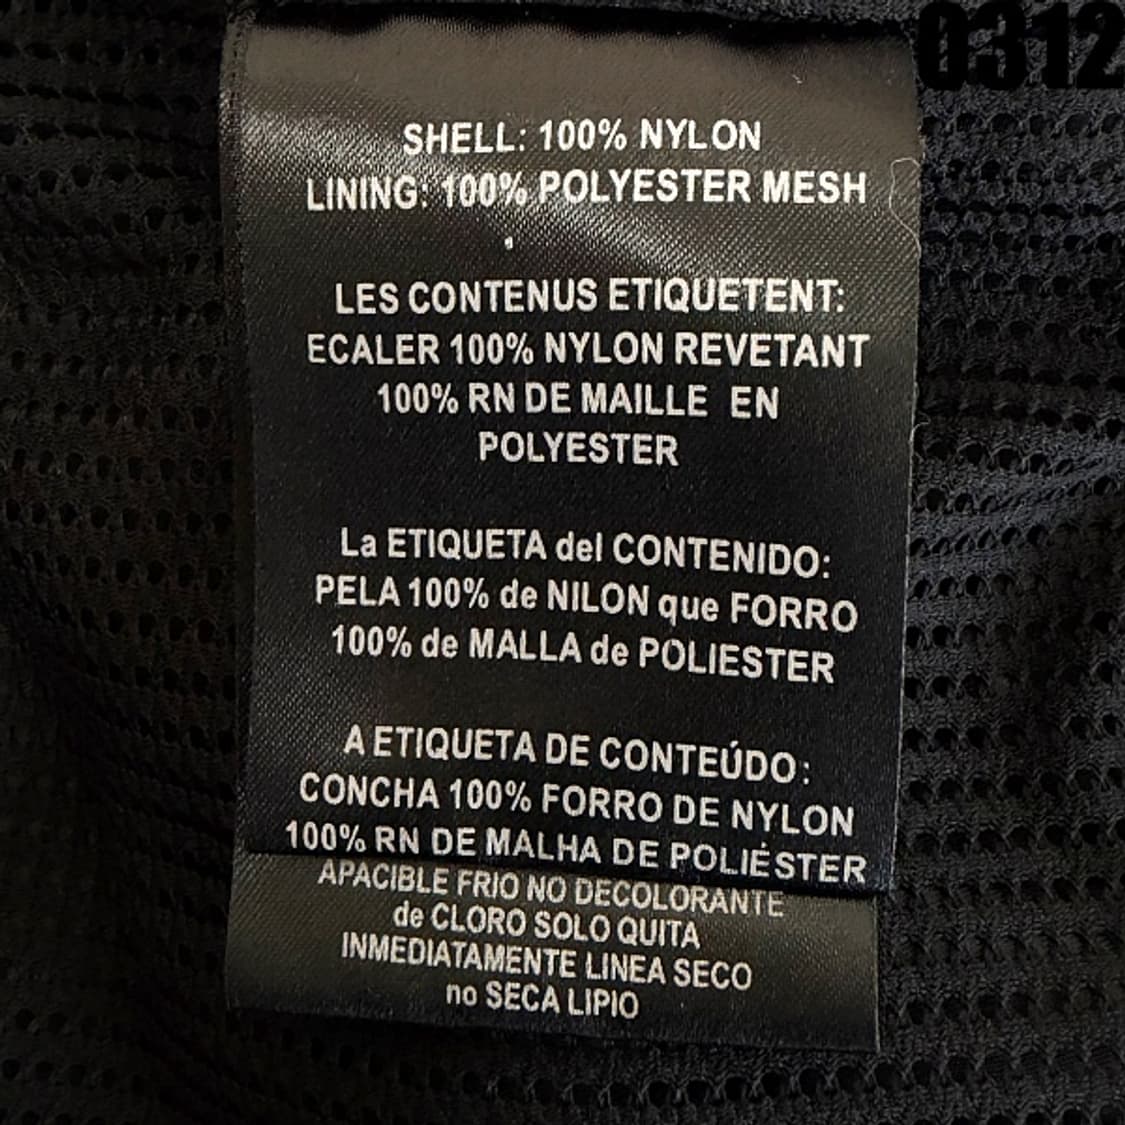 0312
SHELL: 100% NYLON
LINING: 100% POLYESTER MESH
LES CONTENUS ETIQUETENT:
ECALER 100% NYLON REVETANT
100% RN DE MAILLE EN
POLYESTER
La ETIQUETA del CONTENIDO:
PELA 100% de NILON que FORRO
100% de MALLA de POLIESTER
A ETIQUETA DE CONTEÚDO:
CONCHA 100% FORRO DE NYLON
100% RN DE MALHA DE POLIÉSTER
APACIBLE FRIO NO DECOLORANTE
de CLORO SOLO QUITA
INMEDIATAMENTE LINEA SECO
no SECA LIPIO